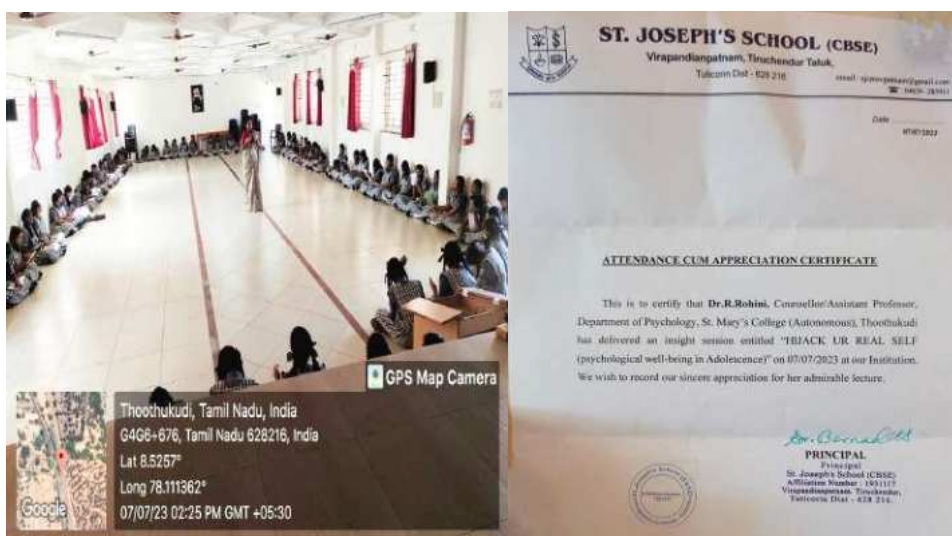 GPS Map Camera
Thoothukudi, Tamil Nadu, India
G4G6+676, Tamil Nadu 628216, India
Lat 8.5257°
Long 78.111362°
07/07/23 02:25 PM GMT +05:30
Google
ST. JOSEPH'S SCHOOL (CBSE)
Virapandianpatnam, Tiruchendur Taluk,
Tuticorin Dist - 628 216
Date
07/07/2023
ATTENDANCE CUM APPRECIATION CERTIFICATE
This is to certify that Dr.R.Rohini, Counsellor/Assistant Professor,
Department of Psychology, St. Mary's College (Autonomous), Thoothukudi
has delivered an insight session entitled "HIJACK UR REAL SELF
(psychological well-being in Adolescence)" on 07/07/2023 at our Institution.
We wish to record our sincere appreciation for her admirable lecture.
PRINCIPAL
Principal
St. Joseph's School (CBSE)
Affiliation Number :
Virapandianpatnam, Tiruchendur,
Tuticorin Dist - 628 216.